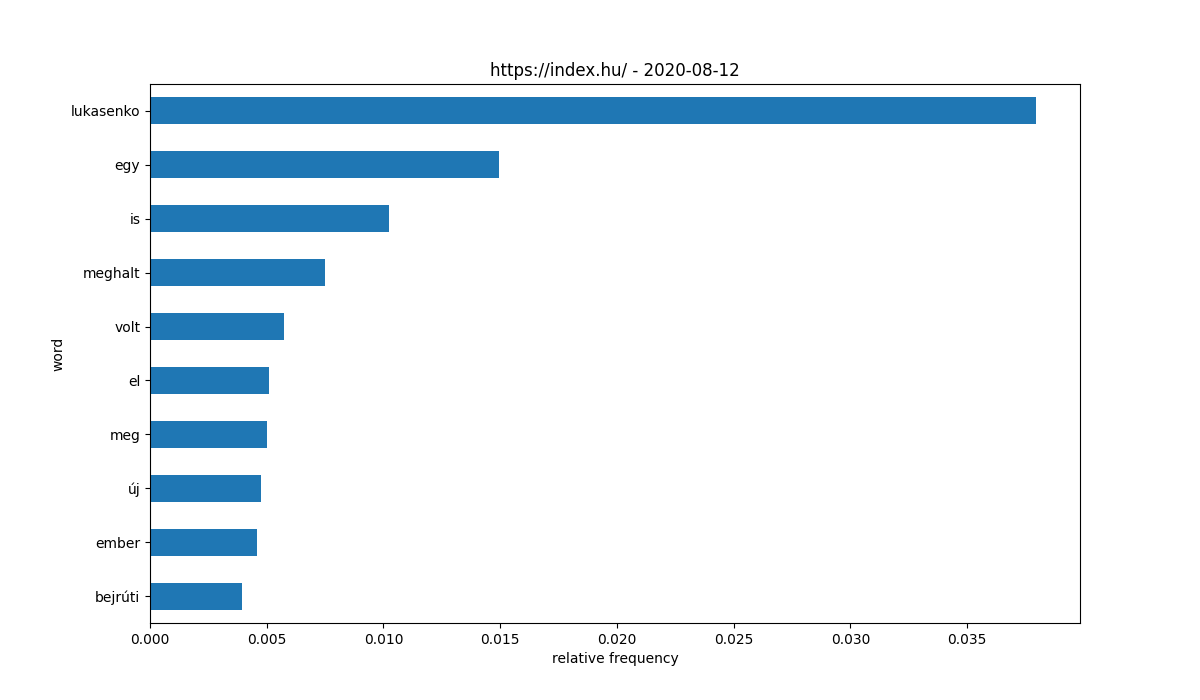 https://index.hu/ - 2020-08-12
lukasenko
egy
is
meghalt
volt
el
meg
új
ember
bejrúti
word
0.000 0.005 0.010 0.015 0.020 0.025 0.030 0.035
relative frequency